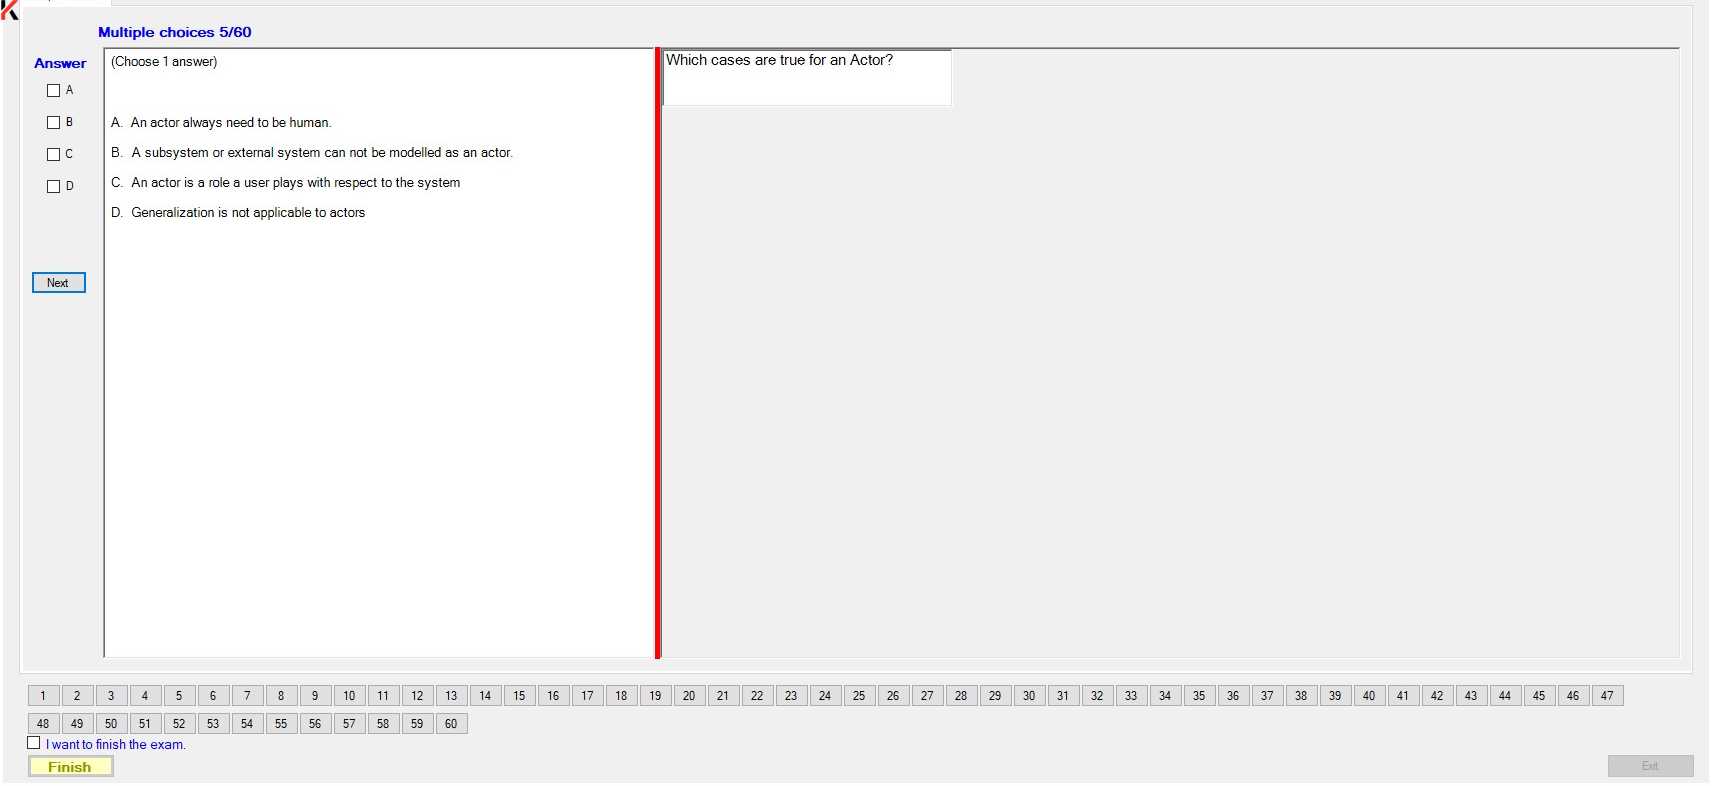 Multiple choices 5/60
Answer
A
B
C
D
Next
(Choose 1 answer)
A. An actor always need to be human.
B. A subsystem or external system can not be modelled as an actor.
C. An actor is a role a user plays with respect to the system
D. Generalization is not applicable to actors
Which cases are true for an Actor?
1 2 3 4 5 6 7 8 9 10 11 12 13 14 15 16 17 18 19 20 21 22 23 24 25 26 27 28 29 30 31 32 33 34 35 36 37 38 39 40 41 42 43 44 45 46 47
48 49 50 51 52 53 54 55 56 57 58 59 60
I want to finish the exam.
Finish
Exit